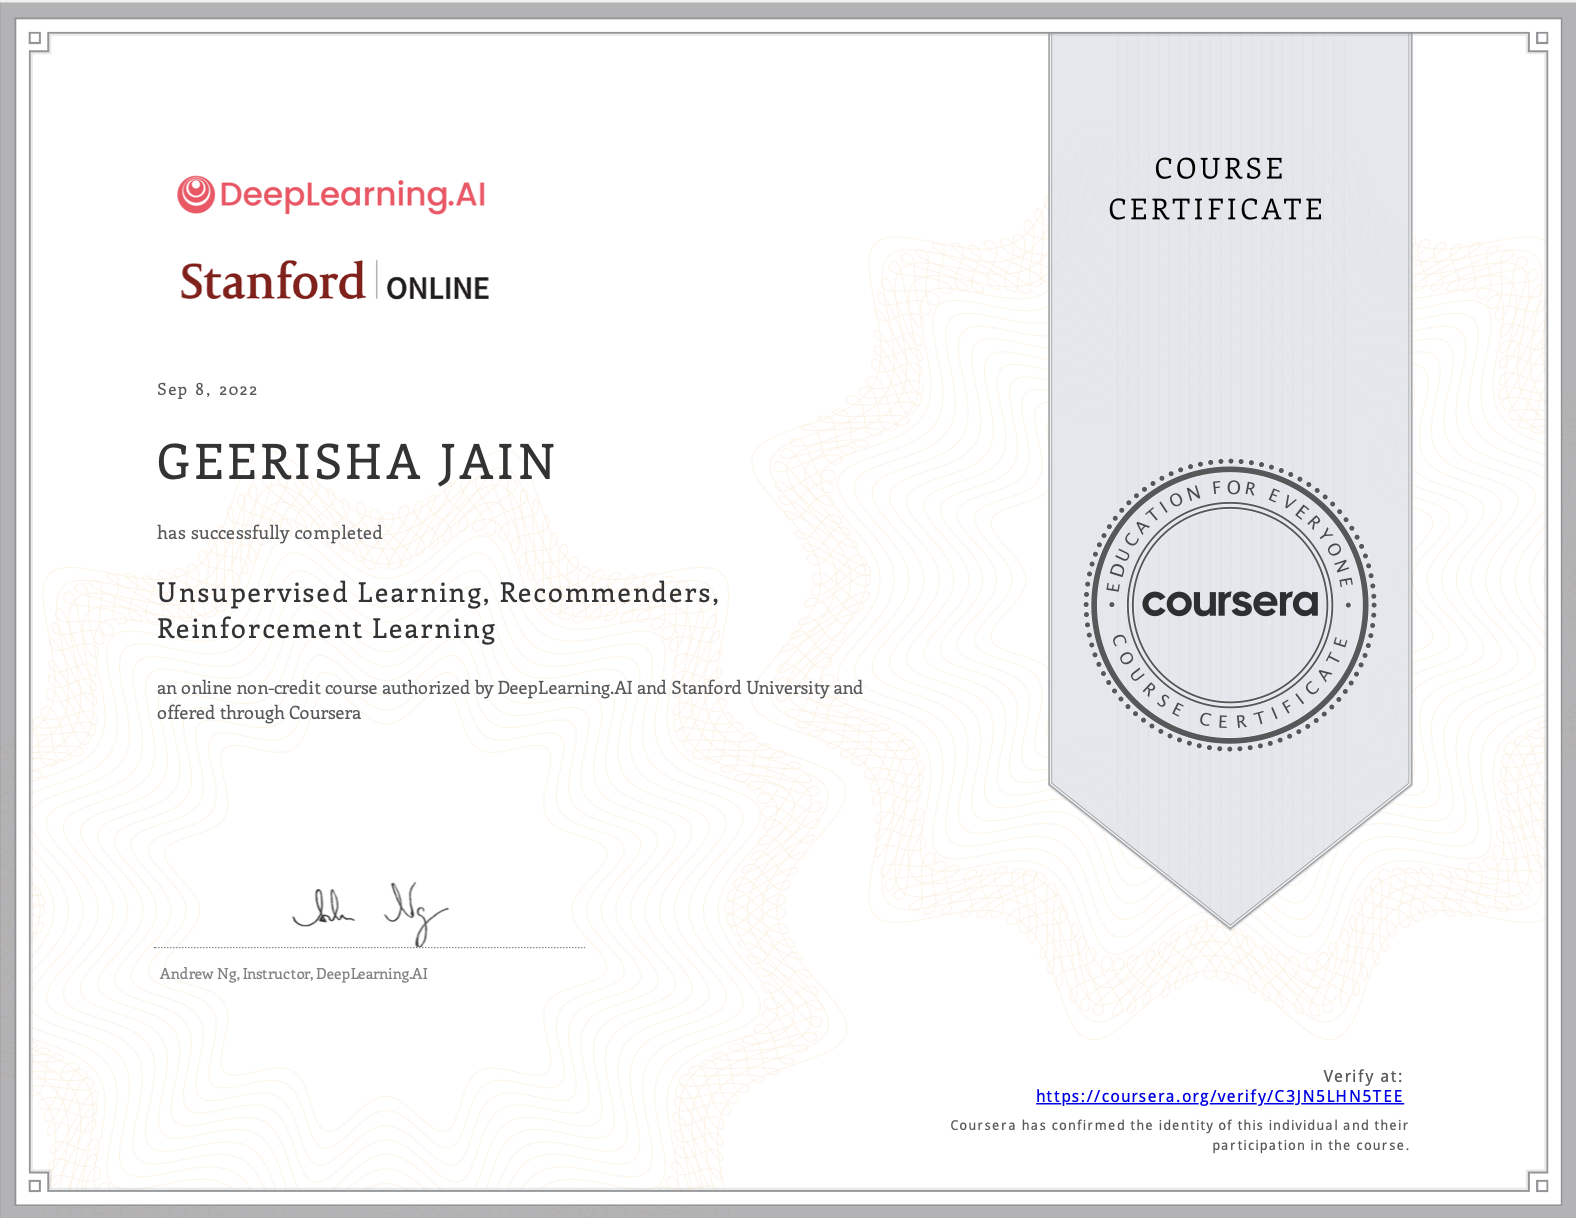 DeepLearning.AI
Stanford ONLINE
Sep 8, 2022
GEERISHA JAIN
has successfully completed
Unsupervised Learning, Recommenders,
Reinforcement Learning
an online non-credit course authorized by DeepLearning.AI and Stanford University and
offered through Coursera
Andrew Ng, Instructor, DeepLearning.AI
COURSE
CERTIFICATE
EDUCATION FOR EVERYONE
coursera
COURSE CERTIFICATE
Verify at:
https://coursera.org/verify/C3JN5LHN5TEE
Coursera has confirmed the identity of this individual and their
participation in the course.